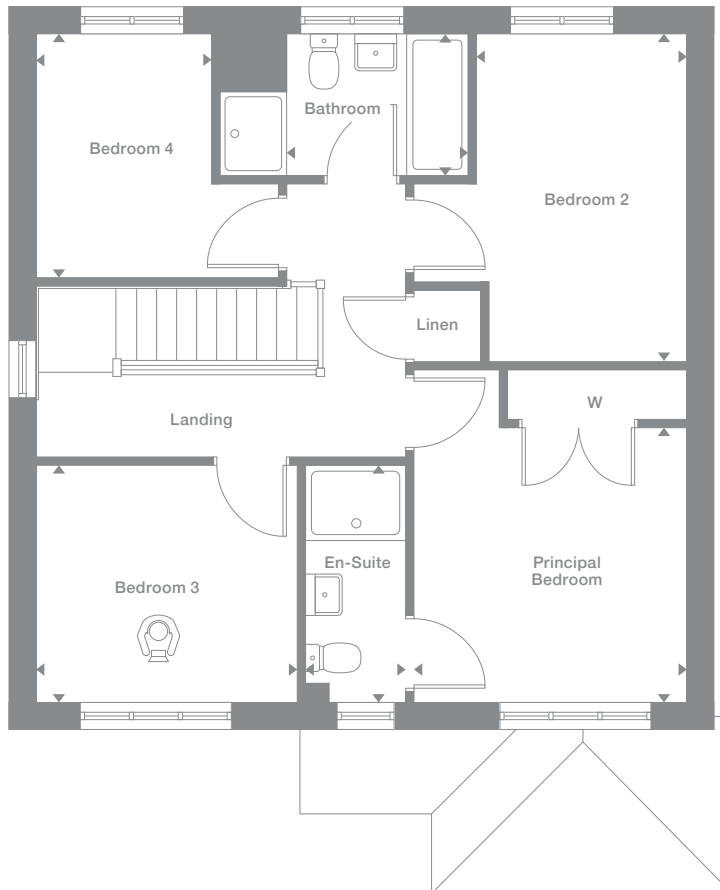 Bathroom
Bedroom 4
Bedroom 2
Linen
W
Landing
En-Suite
Principal
Bedroom
Bedroom 3